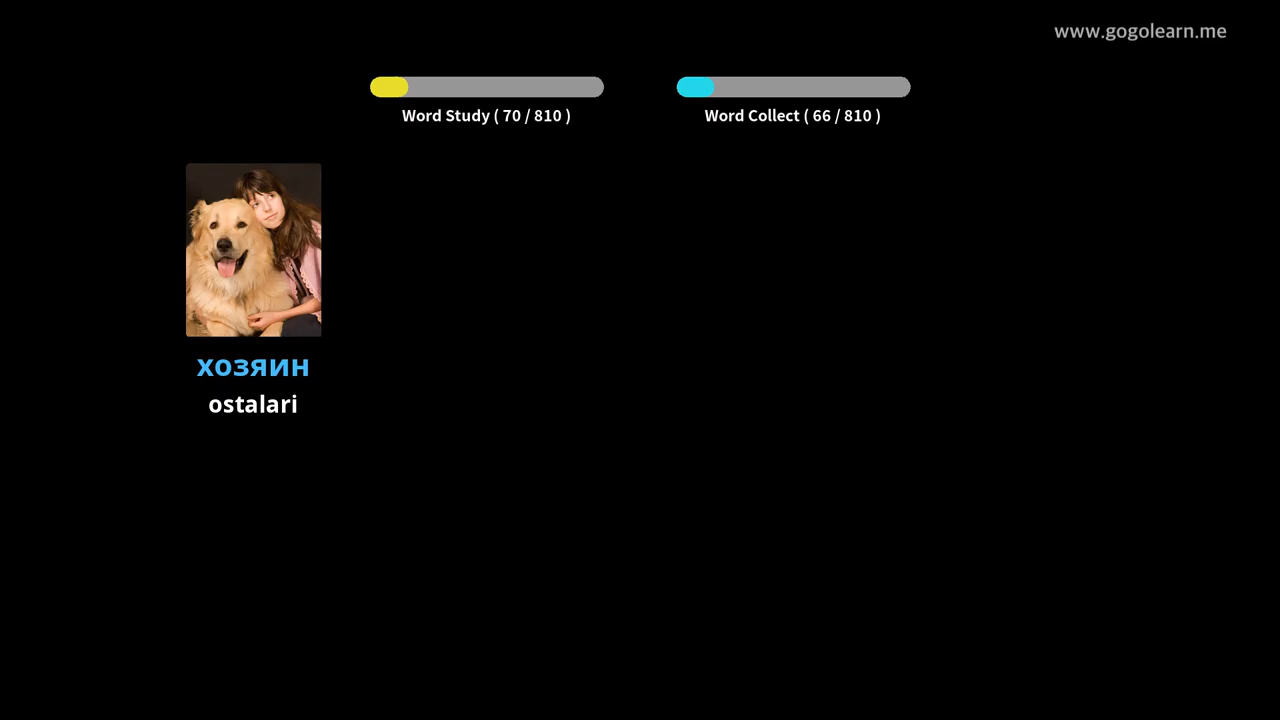 www.gogolearn.me
Word Study ( 70 / 810 )
Word Collect ( 66 / 810 )
хозяин
ostalari